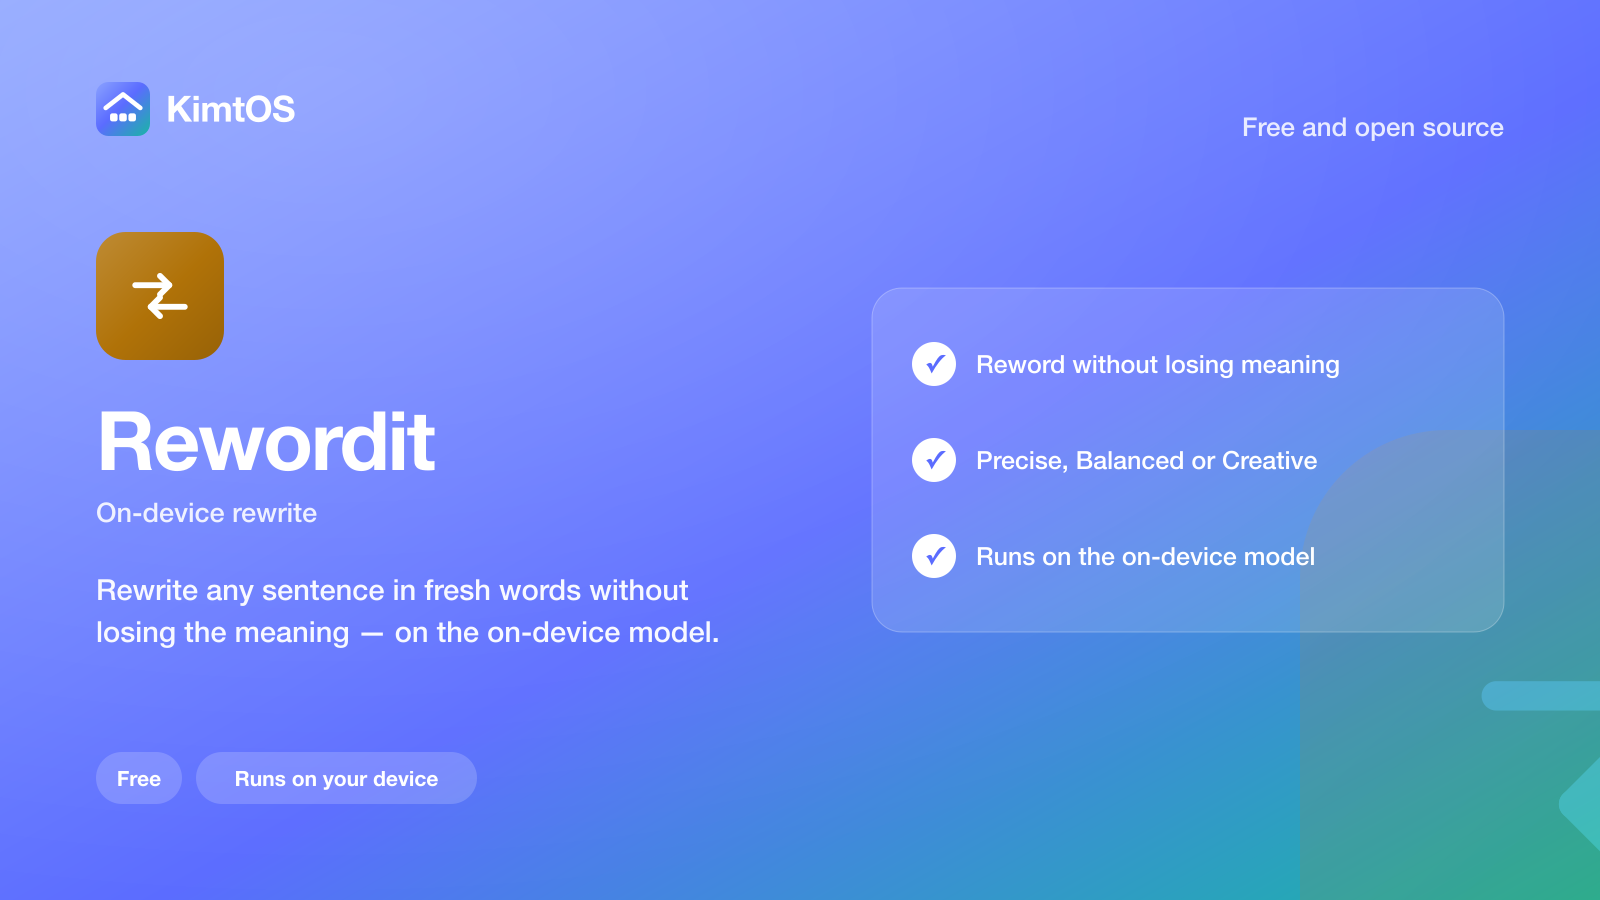 KimtOS
Free and open source
Rewordit
On-device rewrite
Rewrite any sentence in fresh words without
losing the meaning — on the on-device model.
Free
Runs on your device
Reword without losing meaning
Precise, Balanced or Creative
Runs on the on-device model